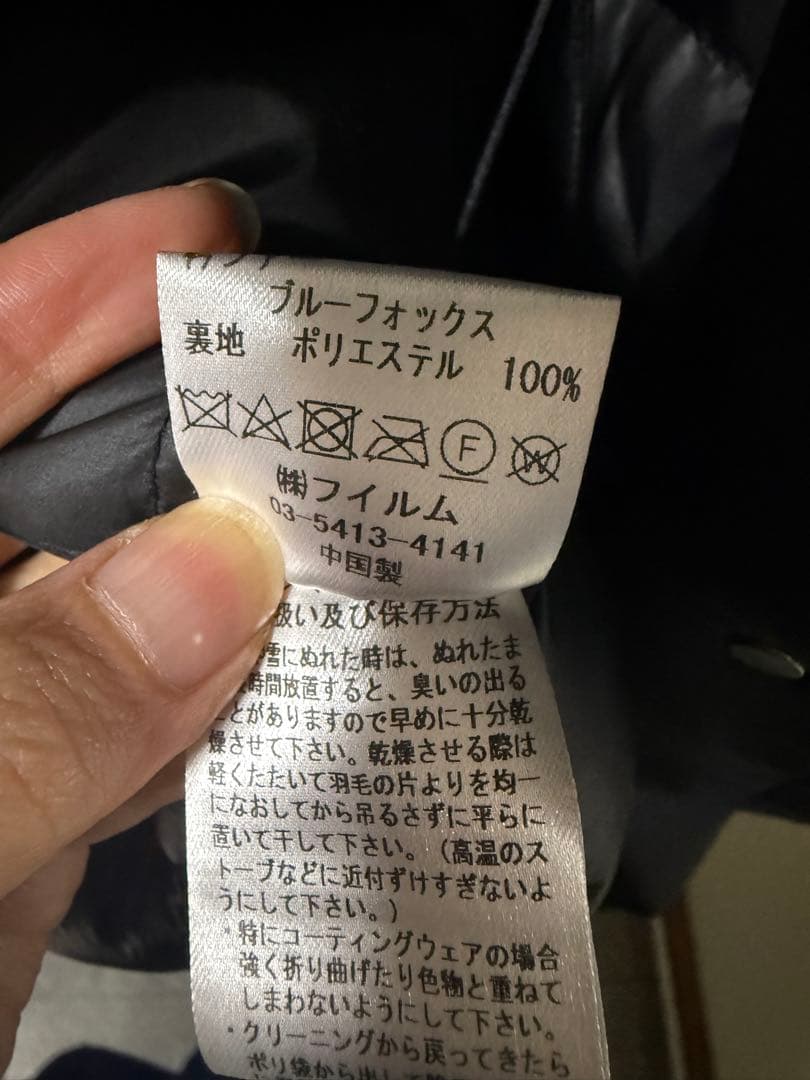 ブルーフォックス
裏地 ポリエステル 100%
F W
(株)フイルム
03-5413-4141
中国製
扱い及び保存方法
雪にぬれた時は、ぬれたま
時間放置すると、臭いの出る
とがありますので早めに十分乾
燥させて下さい。乾燥させる際は
軽くたたいて羽毛の片よりを均一
になおしてから吊るさずに平らに
置いて干して下さい。(高温のス
トーブなどに近付ずけすぎないよ
うにして下さい。)
・特にコーティングウェアの場合
強く折り曲げたり色物と重ねて
しまわないようにして下さい。
・クリーニングから戻ってきたら
ポリ袋から出して